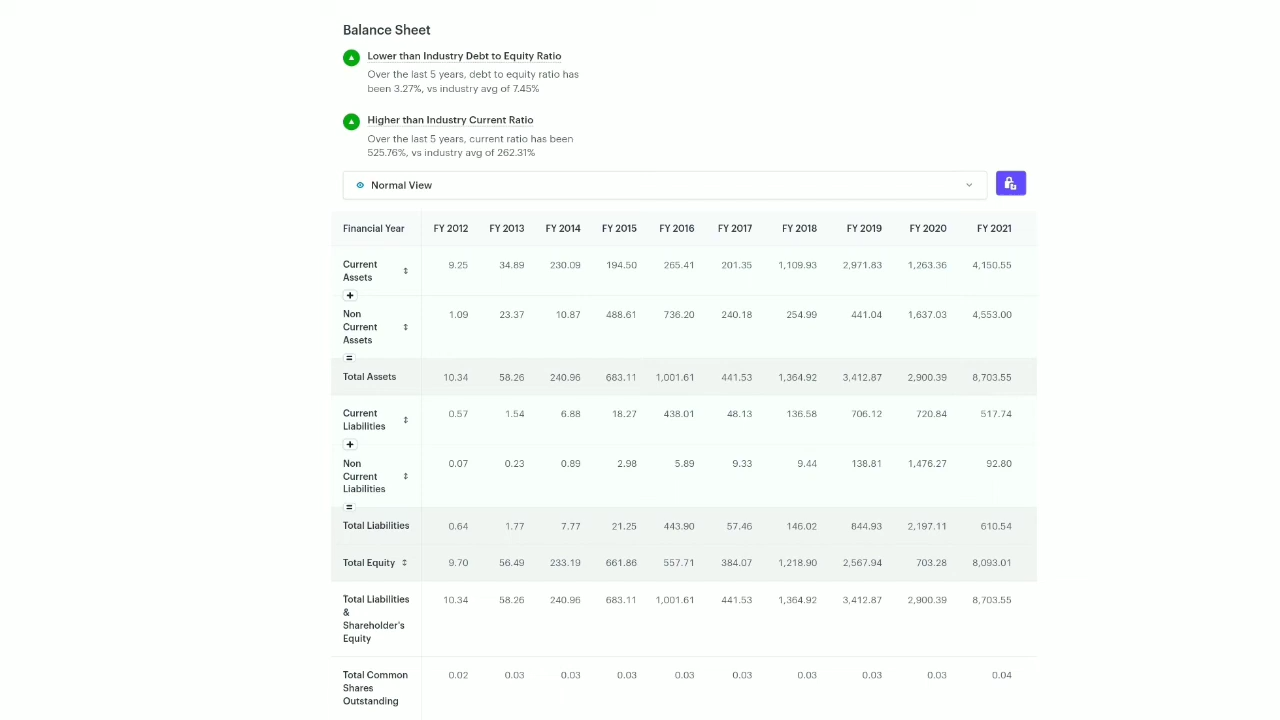 Balance Sheet
Lower than Industry Debt to Equity Ratio
Over the last 5 years, debt to equity ratio has
been 3.27%, vs industry avg of 7.45%
Higher than Industry Current Ratio
Over the last 5 years, current ratio has been
525.76%, vs industry avg of 262.31%
Normal View
Financial Year FY 2012 FY 2013 FY 2014 FY 2015 FY 2016 FY 2017 FY 2018 FY 2019 FY 2020 FY 2021
Current 9.25 34.89 230.09 194.50 265.41 201.35 1,109.93 2,971.83 1,263.36 4,150.55
Assets
+
Non 1.09 23.37 10.87 488.61 736.20 240.18 254.99 441.04 1,637.03 4,553.00
Current
Assets
=
Total Assets 10.34 58.26 240.96 683.11 1,001.61 441.53 1,364.92 3,412.87 2,900.39 8,703.55
Current 0.57 1.54 6.88 18.27 438.01 48.13 136.58 706.12 720.84 517.74
Liabilities
+
Non 0.07 0.23 0.89 2.98 5.89 9.33 9.44 138.81 1,476.27 92.80
Current
Liabilities
=
Total Liabilities 0.64 1.77 7.77 21.25 443.90 57.46 146.02 844.93 2,197.11 610.54
Total Equity 9.70 56.49 233.19 661.86 557.71 384.07 1,218.90 2,567.94 703.28 8,093.01
Total Liabilities 10.34 58.26 240.96 683.11 1,001.61 441.53 1,364.92 3,412.87 2,900.39 8,703.55
&
Shareholder's
Equity
Total Common 0.02 0.03 0.03 0.03 0.03 0.03 0.03 0.03 0.03 0.04
Shares
Outstanding